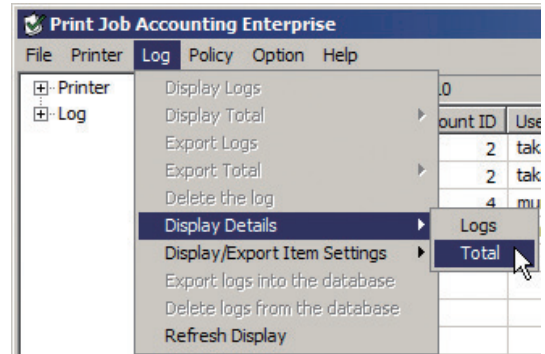 Print Job Accounting Enterprise
File Printer Log Policy Option Help
Printer
Log
Display Logs
Display Total
Export Logs
Export Total
Delete the log
Display Details
Display/Export Item Settings
Export logs into the database
Delete logs from the database
Refresh Display
Logs
Total
.0
ount ID Use
2 tak
2 tak
4 mu